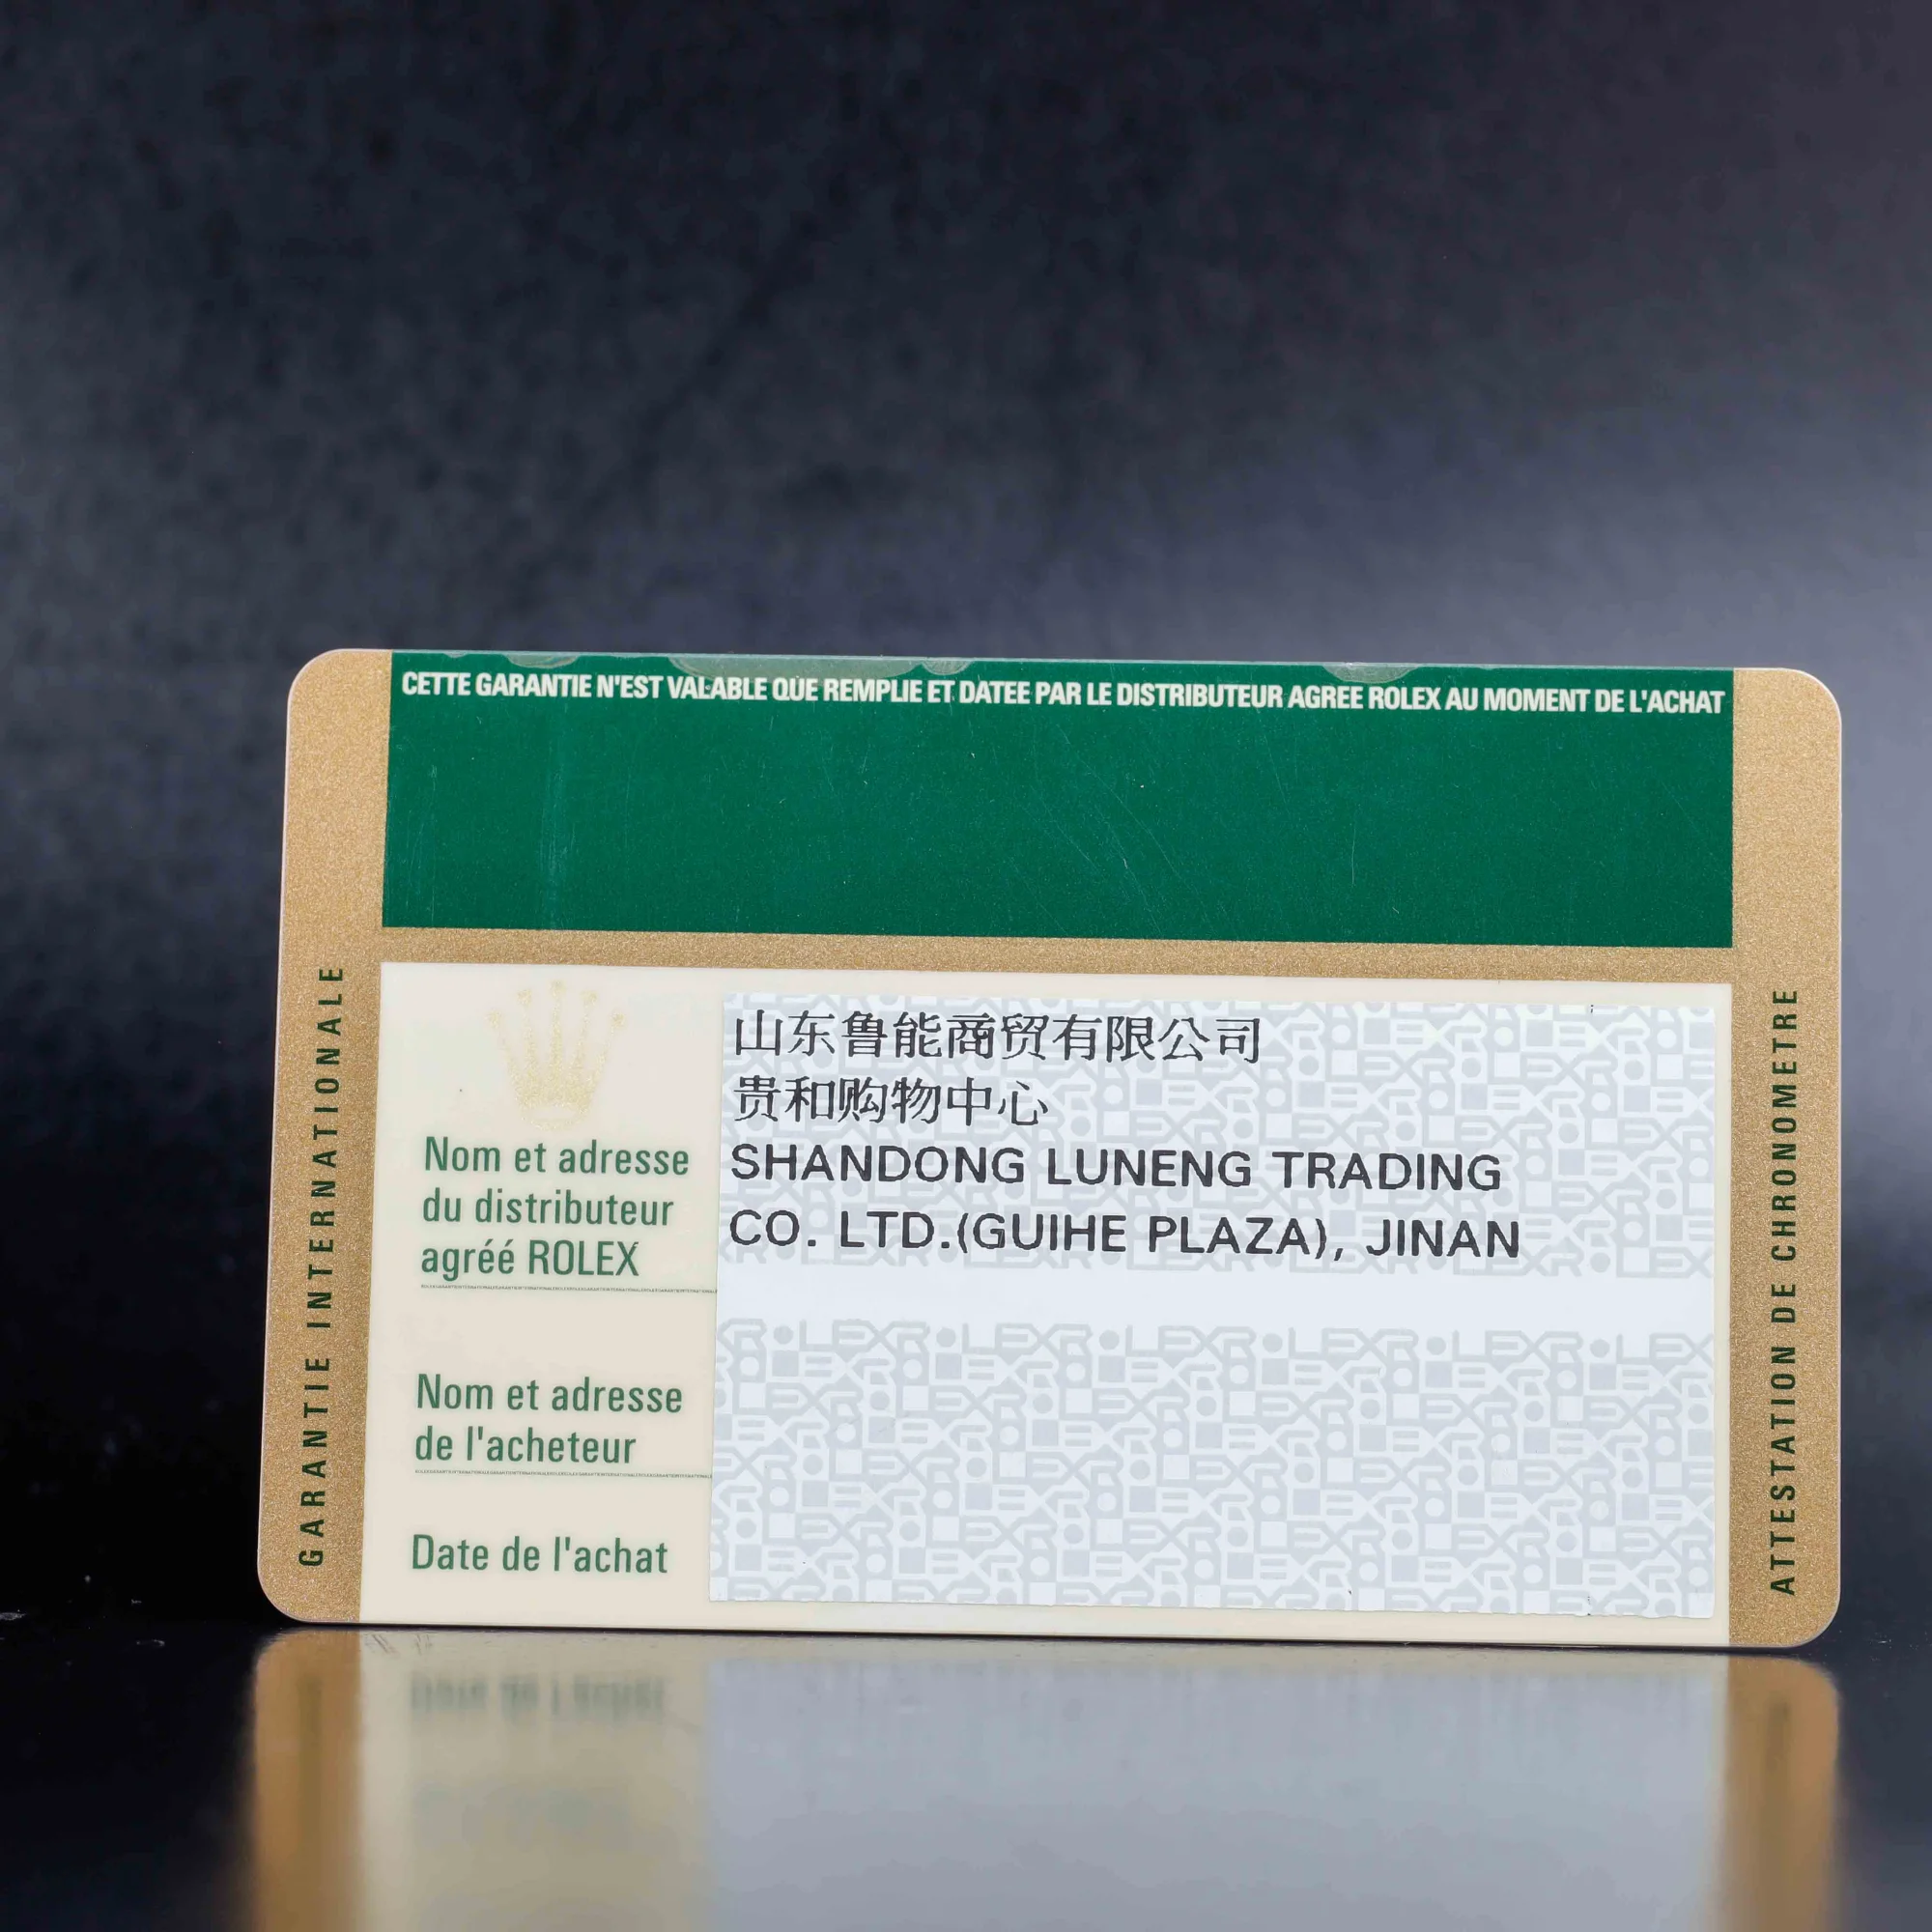 CETTE GARANTIE N'EST VALABLE QUE REMPLIE ET DATEE PAR LE DISTRIBUTEUR AGREE ROLEX AU MOMENT DE L'ACHAT
GARANTIE INTERNATIONALE
Nom et adresse
du distributeur
agréé ROLEX
山东鲁能商贸有限公司
贵和购物中心
SHANDONG LUNENG TRADING
CO. LTD.(GUIHE PLAZA), JINAN
Nom et adresse
de l'acheteur
Date de l'achat
ATTESTATION DE CHRONOMETRE